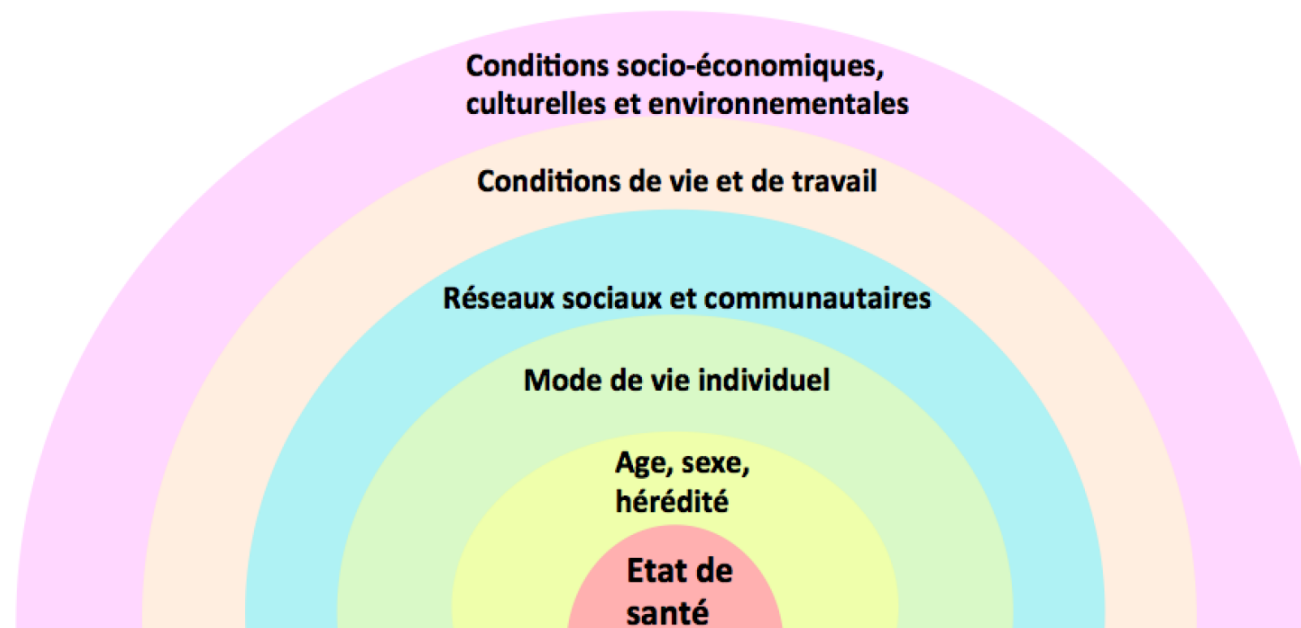 Conditions socio-économiques,
culturelles et environnementales
Conditions de vie et de travail
Réseaux sociaux et communautaires
Mode de vie individuel
Age, sexe,
hérédité
Etat de
santé